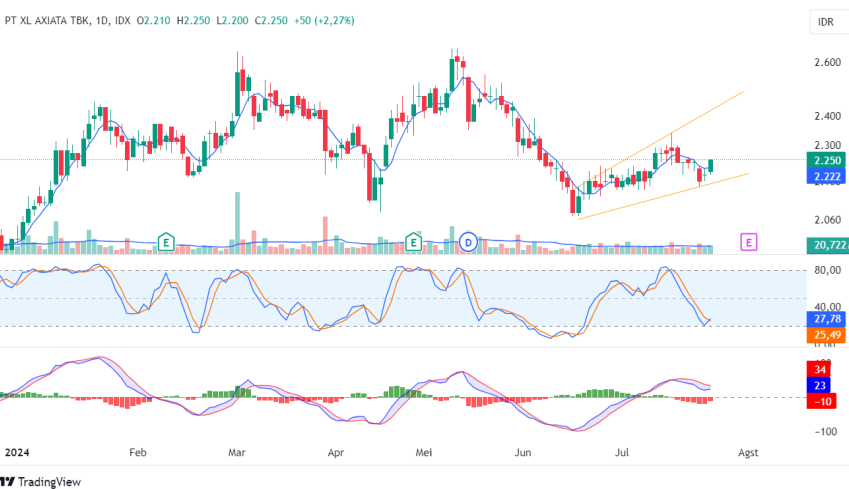 PT XL AXIATA TBK, 1D, IDX O2.210 H2.250 L2.200 C2.250 +50 (+2,27%)
IDR
2.600
2.400
2.300
2.250
2.222
2.060
E
E
D
E
20,722
80,00
40,00
27,78
25,49
34
23
−10
−100
2024 Feb Mar Apr Mei Jun Jul Agst
TradingView